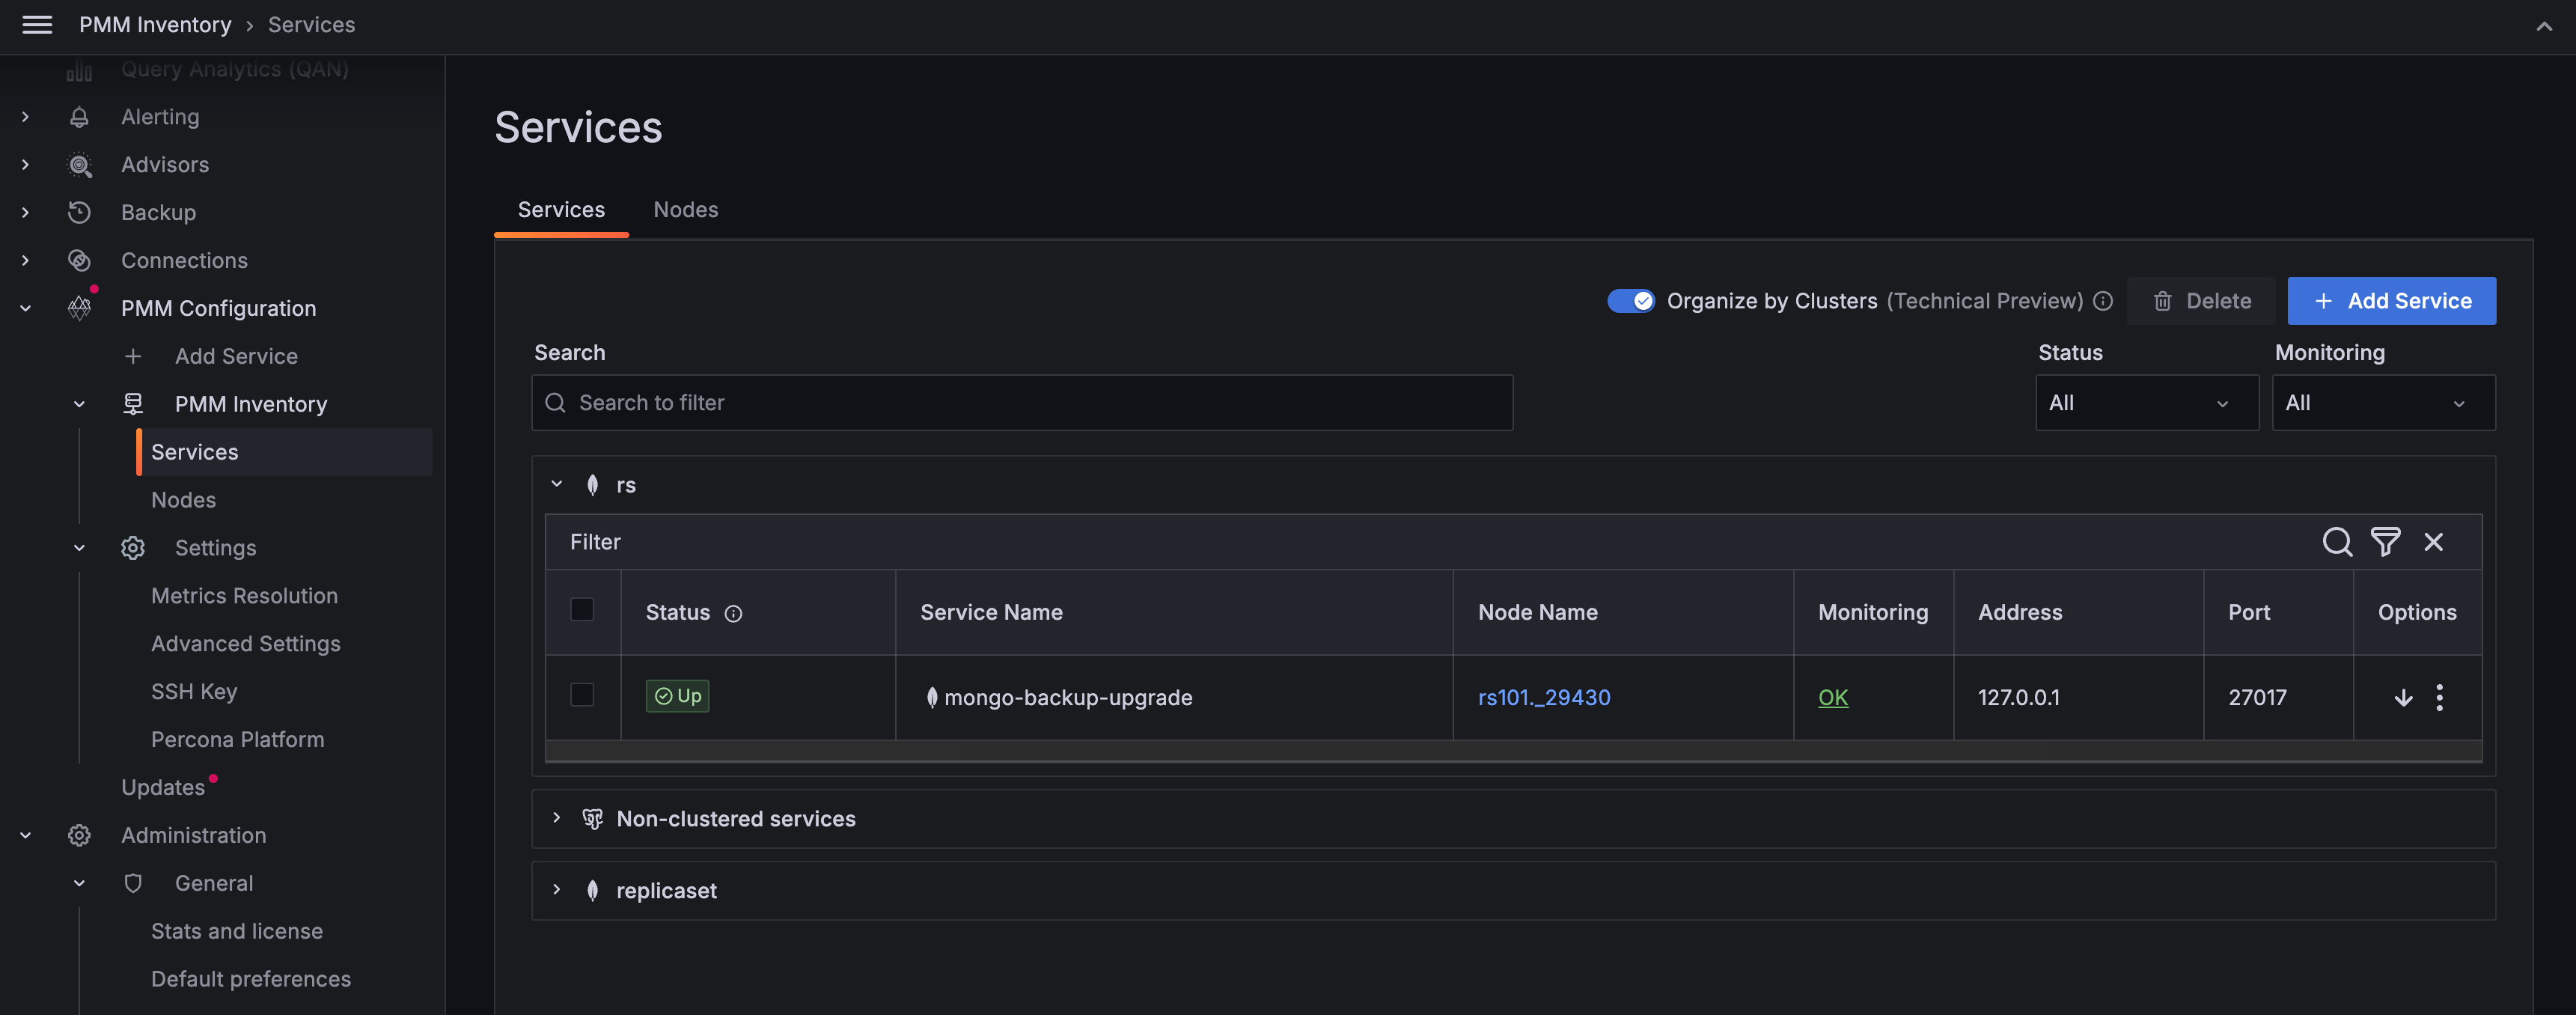 PMM Inventory › Services
Query Analytics (QAN)
Alerting
Advisors
Backup
Connections
PMM Configuration
Add Service
PMM Inventory
Services
Nodes
Settings
Metrics Resolution
Advanced Settings
SSH Key
Percona Platform
Updates
Administration
General
Stats and license
Default preferences
Services
Services Nodes
Organize by Clusters (Technical Preview) Delete + Add Service
Search Status Monitoring
Search to filter All All
rs
Filter
Status Service Name Node Name Monitoring Address Port Options
Up mongo-backup-upgrade rs101._29430 OK 127.0.0.1 27017
Non-clustered services
replicaset